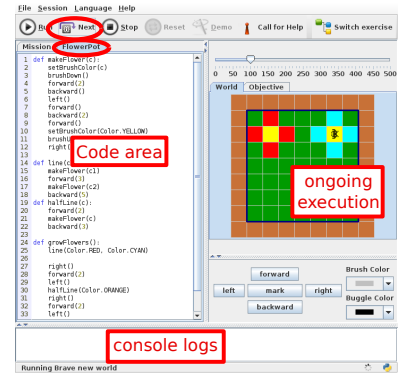 File Session Language Help
Run Next Stop Reset Demo Call for Help Switch exercise
Mission FlowerPot
1 def makeFlower(c):
2 setBrushColor(c)
3 brushDown()
4 forward(2)
5 backward()
6 left()
7 forward()
8 backward(2)
9 forward()
10 setBrushColor(Color.YELLOW)
11 brushU
12 right()
13
14 def line(c
15 makeFlower(c1)
16 forward(3)
17 makeFlower(c2)
18 backward(5)
19 def halfLine(c):
20 forward(2)
21 makeFlower(c)
22 backward(3)
23
24 def growFlowers():
25 line(Color.RED, Color.CYAN)
26
27 right()
28 forward(2)
29 left()
30 halfLine(Color.ORANGE)
31 right()
32 forward(2)
33 left()
Code area
0 50 100 150 200 250 300 350 400 450 500
World Objective
ongoing
execution
forward
left mark right
backward
Brush Color
Buggle Color
console logs
Running Brave new world